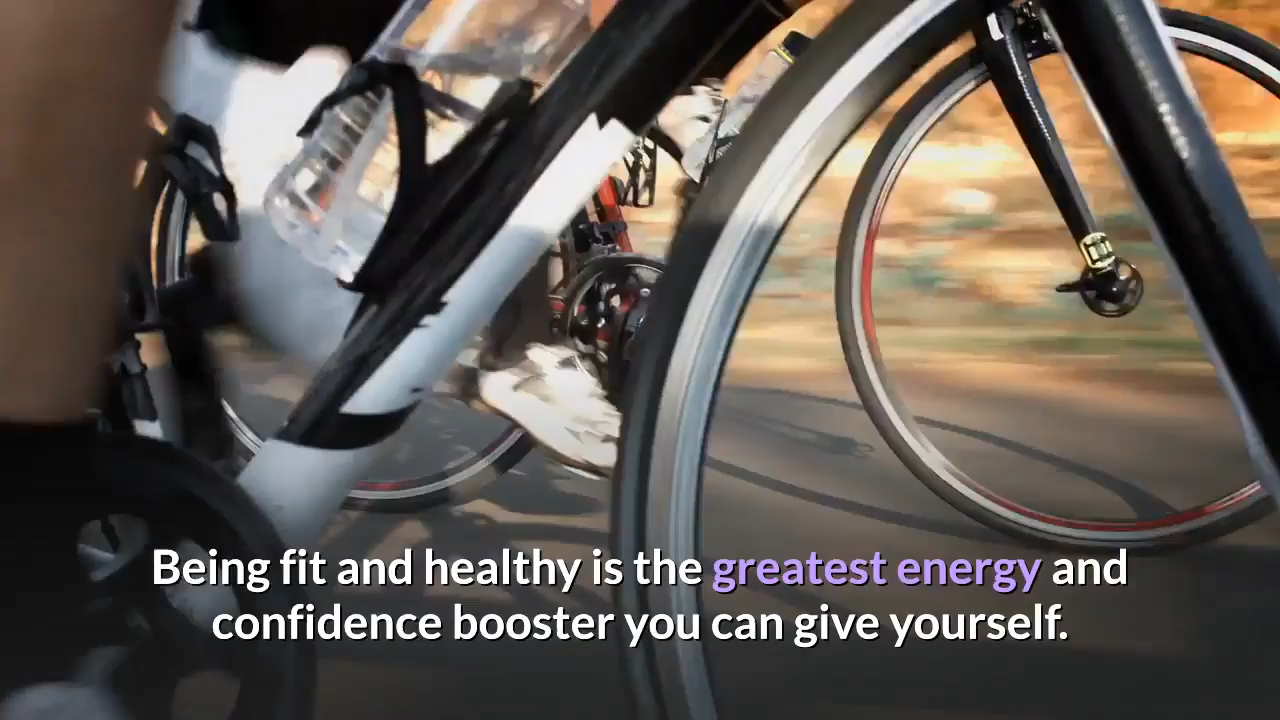 Being fit and healthy is the greatest energy and
confidence booster you can give yourself.